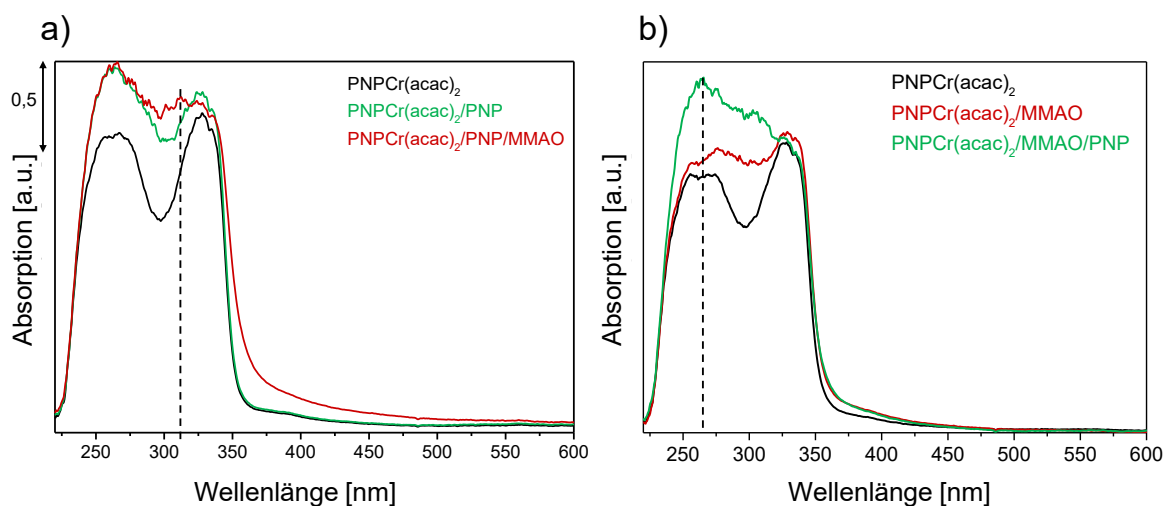 a)
0,5
Absorption [a.u.]
PNPCr(acac)₂
PNPCr(acac)₂/PNP
PNPCr(acac)₂/PNP/MMAO
250 300 350 400 450 500 550 600
Wellenlänge [nm]
b)
Absorption [a.u.]
PNPCr(acac)₂
PNPCr(acac)₂/MMAO
PNPCr(acac)₂/MMAO/PNP
250 300 350 400 450 500 550 600
Wellenlänge [nm]